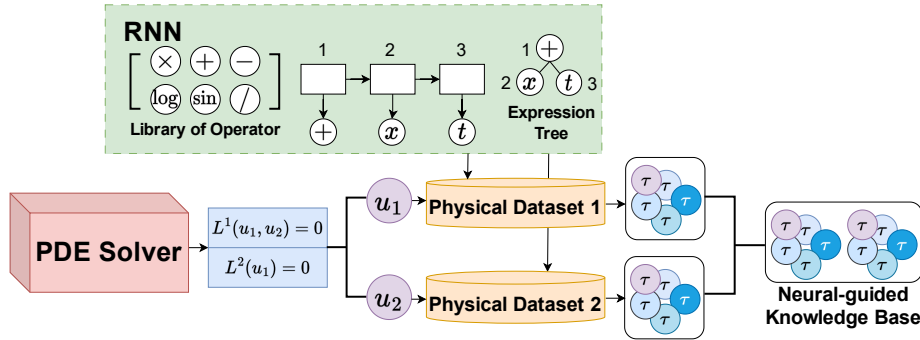 RNN
× + −
log sin /
Library of Operator
1 2 3
+ x t
1 +
2 x t 3
Expression
Tree
PDE Solver
L¹(u₁, u₂) = 0
L²(u₁) = 0
u₁
Physical Dataset 1
u₂
Physical Dataset 2
τ τ τ τ τ
τ τ τ τ τ
τ τ τ τ τ τ τ τ τ τ
Neural-guided
Knowledge Base